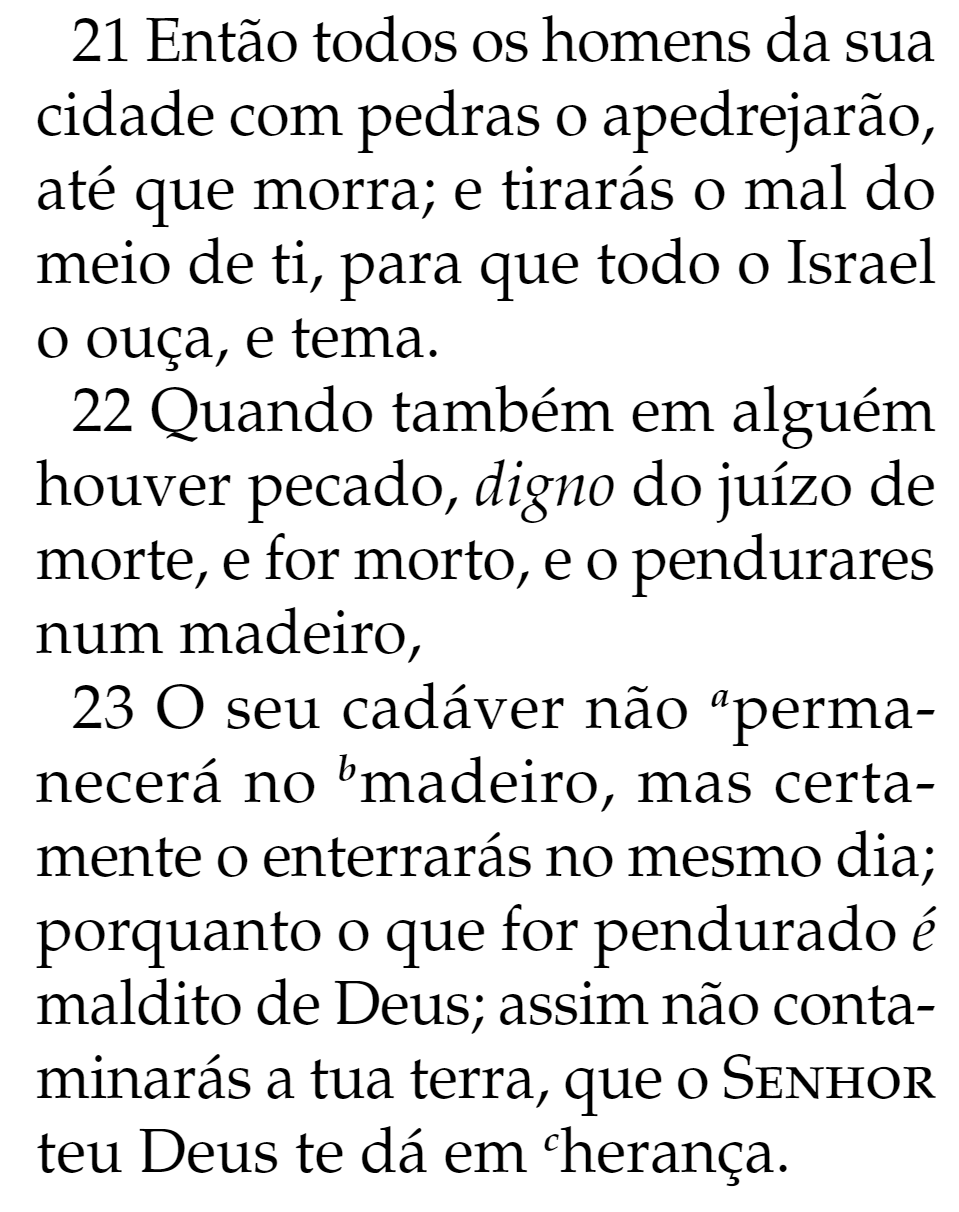 21 Então todos os homens da sua
cidade com pedras o apedrejarão,
até que morra; e tirarás o mal do
meio de ti, para que todo o Israel
o ouça, e tema.
22 Quando também em alguém
houver pecado, digno do juízo de
morte, e for morto, e o pendurares
num madeiro,
23 O seu cadáver não aperma-
necerá no bmadeiro, mas certa-
mente o enterrarás no mesmo dia;
porquanto o que for pendurado é
maldito de Deus; assim não conta-
minarás a tua terra, que o SENHOR
teu Deus te dá em cherança.